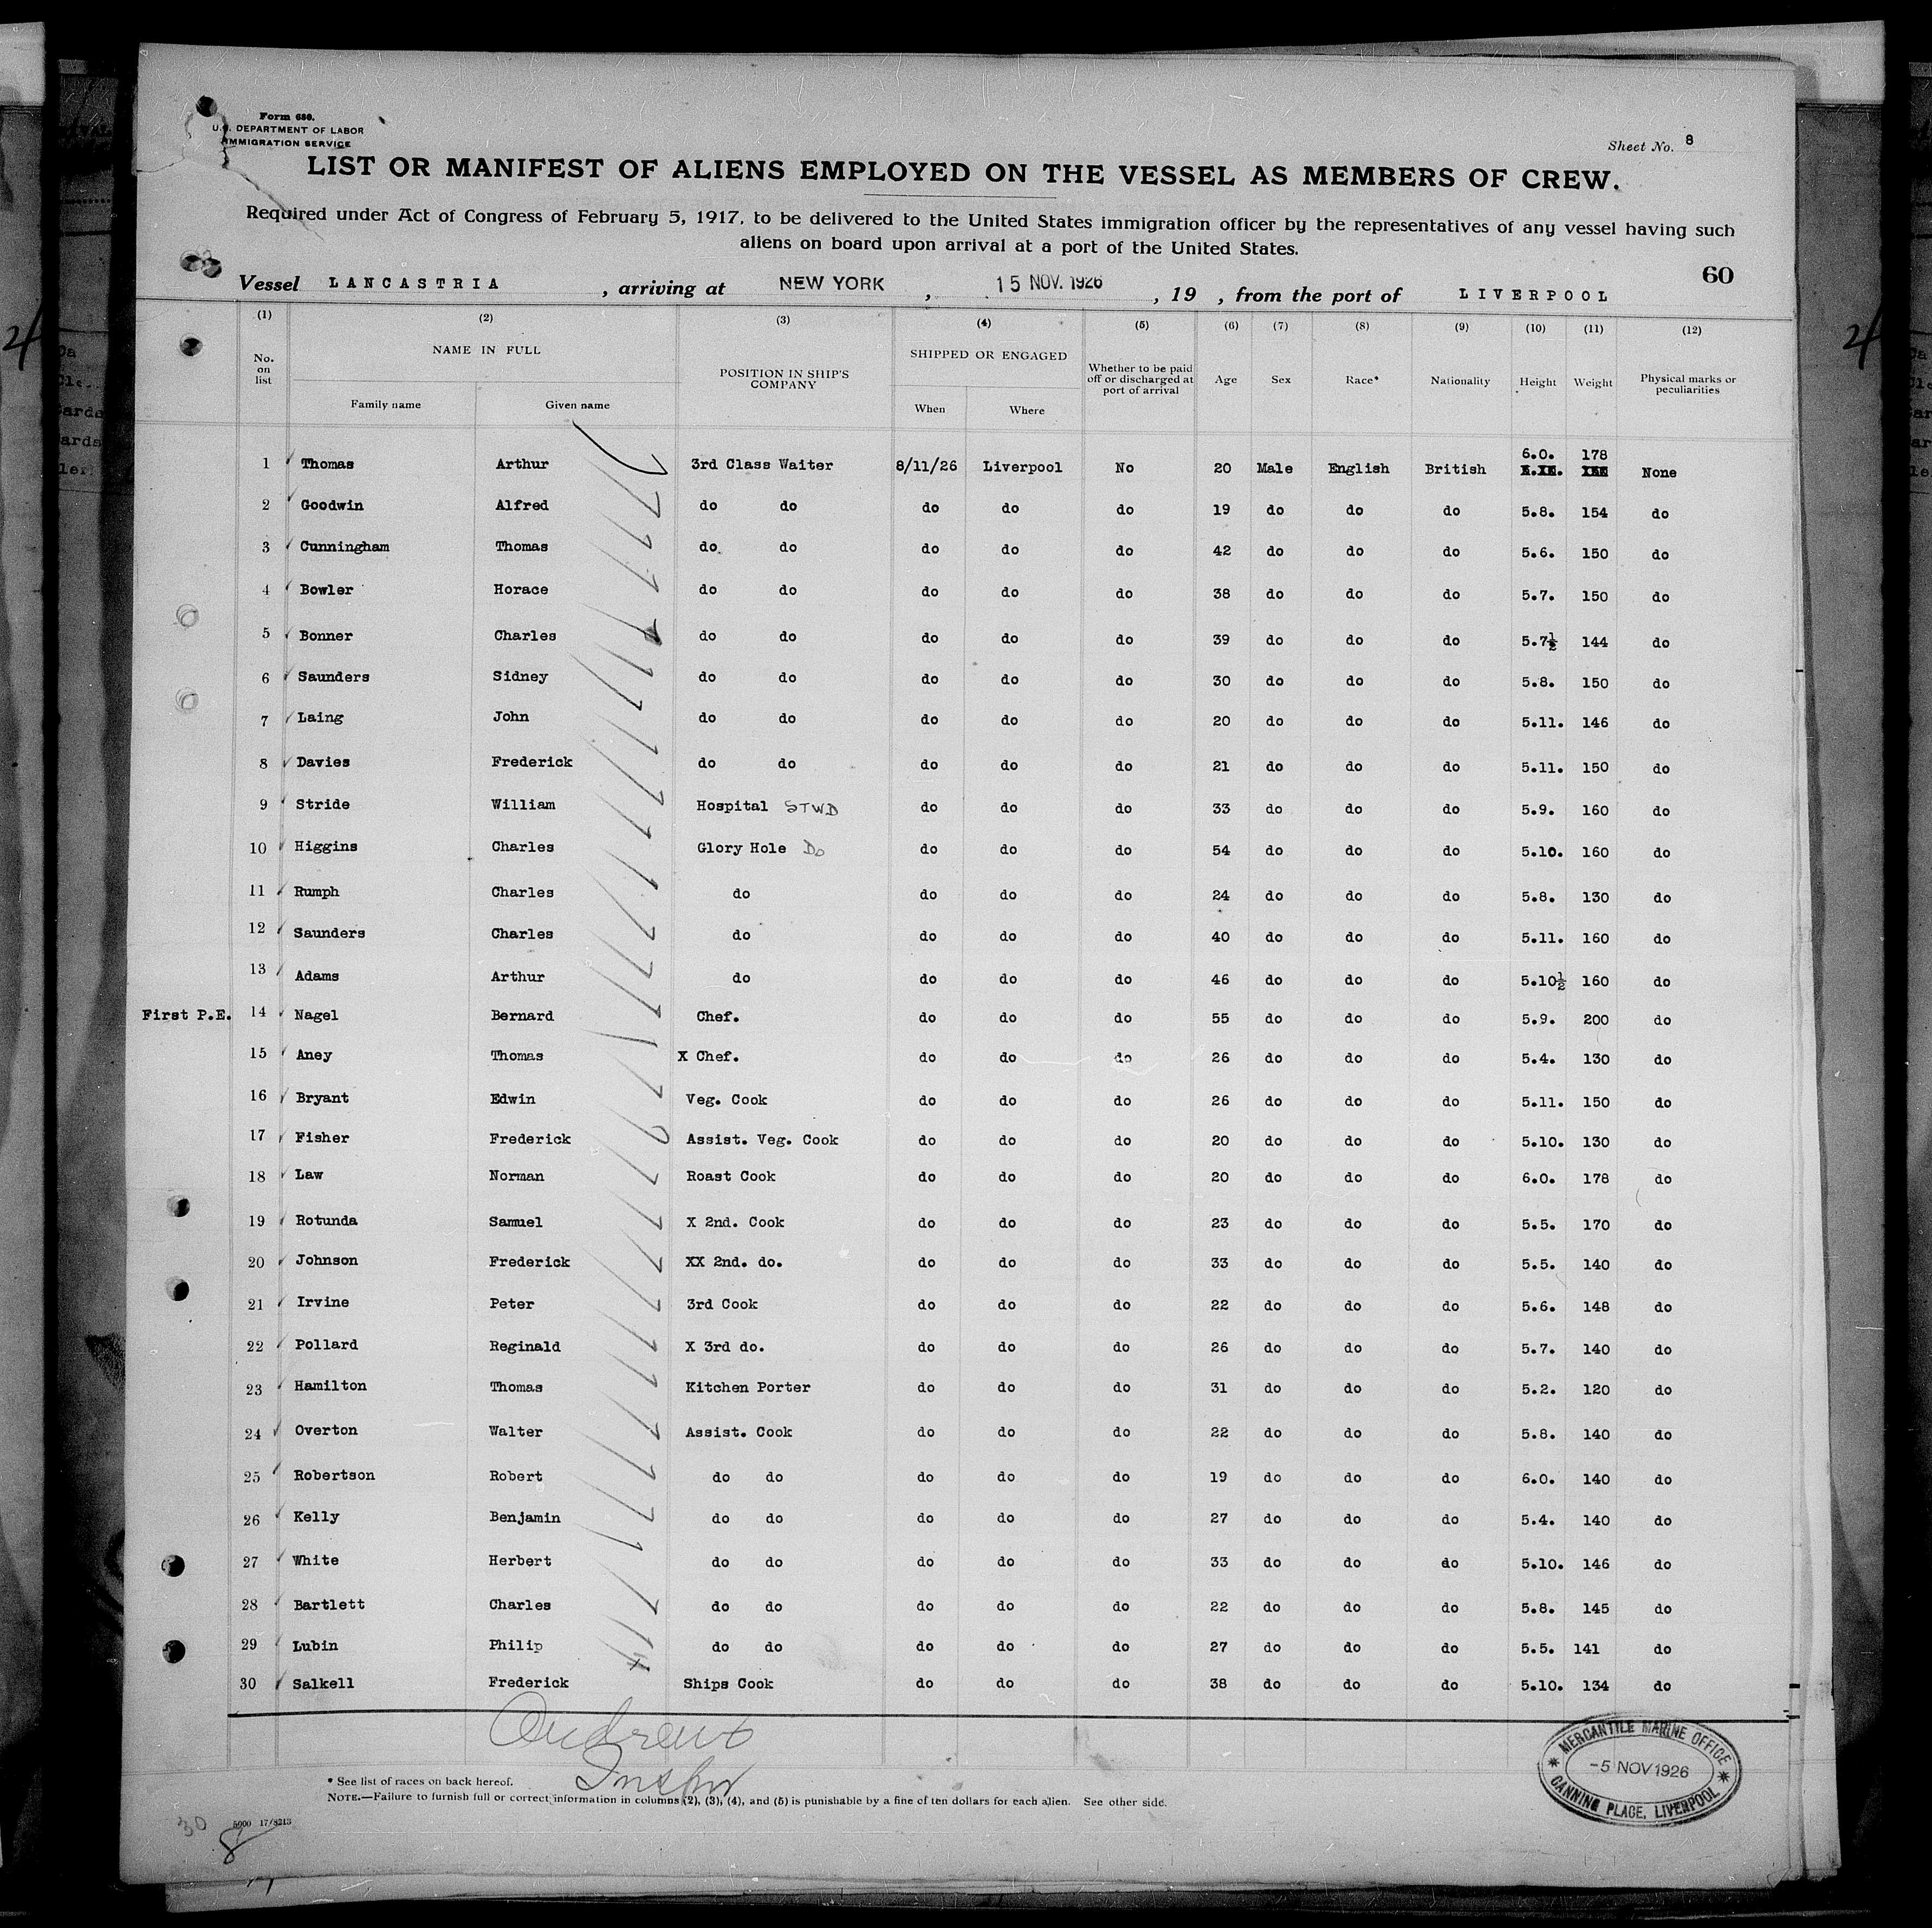 Form 680.
U.S. DEPARTMENT OF LABOR
IMMIGRATION SERVICE
Sheet No. 8
LIST OR MANIFEST OF ALIENS EMPLOYED ON THE VESSEL AS MEMBERS OF CREW.
Required under Act of Congress of February 5, 1917, to be delivered to the United States immigration officer by the representatives of any vessel having such
aliens on board upon arrival at a port of the United States.
60
Vessel LANCASTRIA, arriving at NEW YORK, 15 NOV. 1926, 19 , from the port of LIVERPOOL
(1) (2) (3) (4) (5) (6) (7) (8) (9) (10) (11) (12)
No. on list NAME IN FULL Family name Given name POSITION IN SHIP'S COMPANY SHIPPED OR ENGAGED When Where Whether to be paid off or discharged at port of arrival Age Sex Race* Nationality Height Weight Physical marks or peculiarities
1 Thomas Arthur 3rd Class Waiter 8/11/26 Liverpool No 20 Male English British 6.0. 178 None
2 Goodwin Alfred do do do do do 19 do do do 5.8. 154 do
3 Cunningham Thomas do do do do do 42 do do do 5.6. 150 do
4 Bowler Horace do do do do do 38 do do do 5.7. 150 do
5 Bonner Charles do do do do do 39 do do do 5.7½ 144 do
6 Saunders Sidney do do do do do 30 do do do 5.8. 150 do
7 Laing John do do do do do 20 do do do 5.11. 146 do
8 Davies Frederick do do do do do 21 do do do 5.11. 150 do
9 Stride William Hospital STWD do do do 33 do do do 5.9. 160 do
10 Higgins Charles Glory Hole Do do do do 54 do do do 5.10. 160 do
11 Rumph Charles do do do do 24 do do do 5.8. 130 do
12 Saunders Charles do do do do 40 do do do 5.11. 160 do
13 Adams Arthur do do do do 46 do do do 5.10½ 160 do
First P.E. 14 Nagel Bernard Chef. do do do 55 do do do 5.9. 200 do
15 Aney Thomas X Chef. do do do 26 do do do 5.4. 130 do
16 Bryant Edwin Veg. Cook do do do 26 do do do 5.11. 150 do
17 Fisher Frederick Assist. Veg. Cook do do do 20 do do do 5.10. 130 do
18 Law Norman Roast Cook do do do 20 do do do 6.0. 178 do
19 Rotunda Samuel X 2nd. Cook do do do 23 do do do 5.5. 170 do
20 Johnson Frederick XX 2nd. do. do do do 33 do do do 5.5. 140 do
21 Irvine Peter 3rd Cook do do do 22 do do do 5.6. 148 do
22 Pollard Reginald X 3rd do. do do do 26 do do do 5.7. 140 do
23 Hamilton Thomas Kitchen Porter do do do 31 do do do 5.2. 120 do
24 Overton Walter Assist. Cook do do do 22 do do do 5.8. 140 do
25 Robertson Robert do do do do do 19 do do do 6.0. 140 do
26 Kelly Benjamin do do do do do 27 do do do 5.4. 140 do
27 White Herbert do do do do do 33 do do do 5.10. 146 do
28 Bartlett Charles do do do do do 22 do do do 5.8. 145 do
29 Lubin Philip do do do do do 27 do do do 5.5. 141 do
30 Salkell Frederick Ships Cook do do do 38 do do do 5.10. 134 do
Andrews
Inspr
MERCANTILE MARINE OFFICE
-5 NOV 1926
CANNING PLACE, LIVERPOOL
* See list of races on back hereof.
NOTE.—Failure to furnish full or correct information in columns (2), (3), (4), and (5) is punishable by a fine of ten dollars for each alien. See other side.
5000 17/8213
30
8